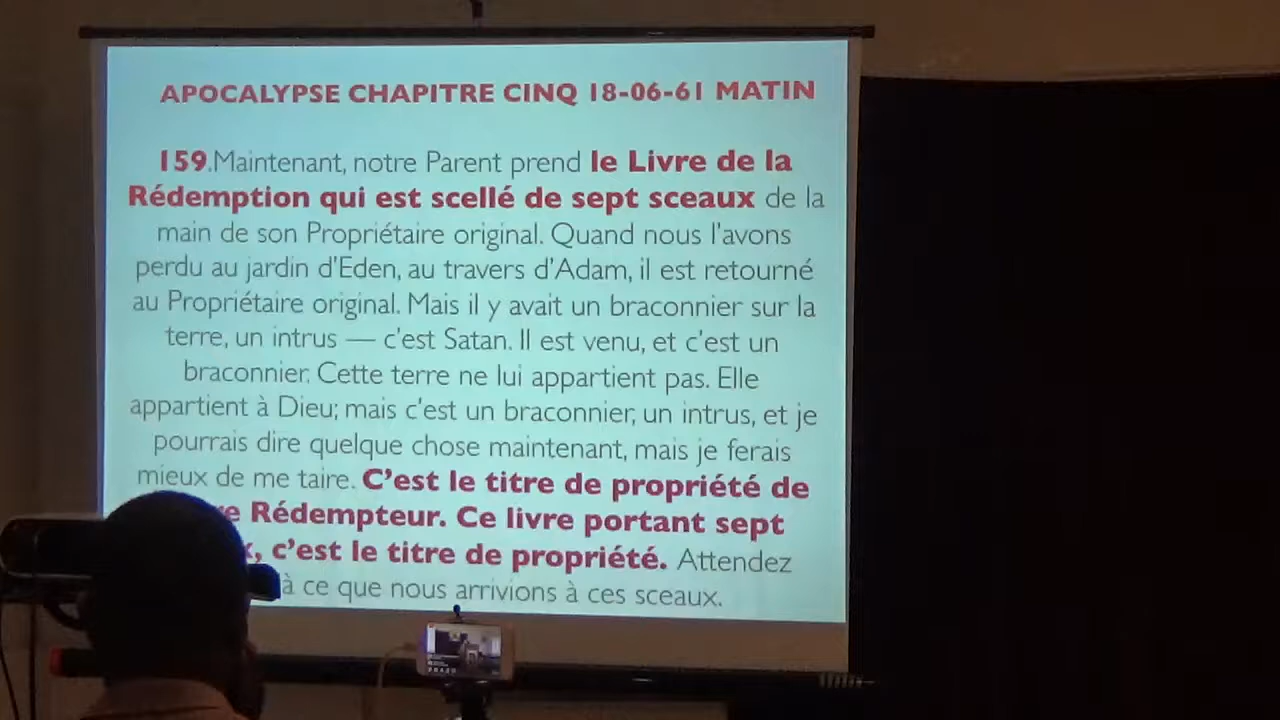 APOCALYPSE CHAPITRE CINQ 18-06-61 MATIN
159.Maintenant, notre Parent prend le Livre de la
Rédemption qui est scellé de sept sceaux de la
main de son Propriétaire original. Quand nous l'avons
perdu au jardin d'Eden, au travers d'Adam, il est retourné
au Propriétaire original. Mais il y avait un braconnier sur la
terre, un intrus — c'est Satan. Il est venu, et c'est un
braconnier. Cette terre ne lui appartient pas. Elle
appartient à Dieu; mais c'est un braconnier, un intrus, et je
pourrais dire quelque chose maintenant, mais je ferais
mieux de me taire. C'est le titre de propriété de
Rédempteur. Ce livre portant sept
c'est le titre de propriété. Attendez
à ce que nous arrivions à ces sceaux.